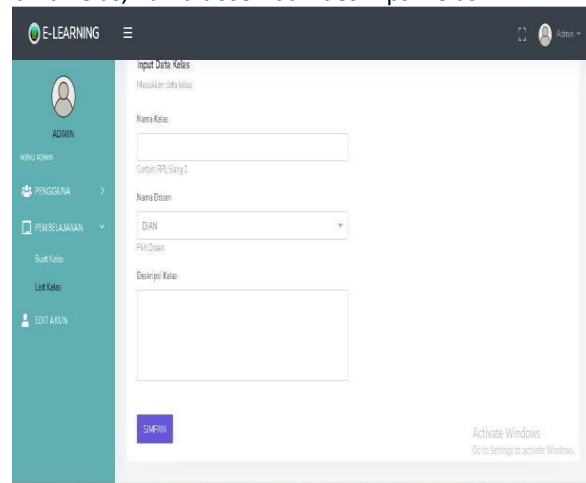 E-LEARNING
Admin
Input Data Kelas
Masukkan data kelas
ADMIN
Nama Kelas
MENU ADMIN
Contoh: RPL Siang 1
PENGGUNA
Nama Dosen
PEMBELAJARAN
DIAN
Pilih Dosen
Buat Kelas
Deskripsi Kelas
List Kelas
EDIT AKUN
SIMPAN
Activate Windows
Go to Settings to activate Windows.